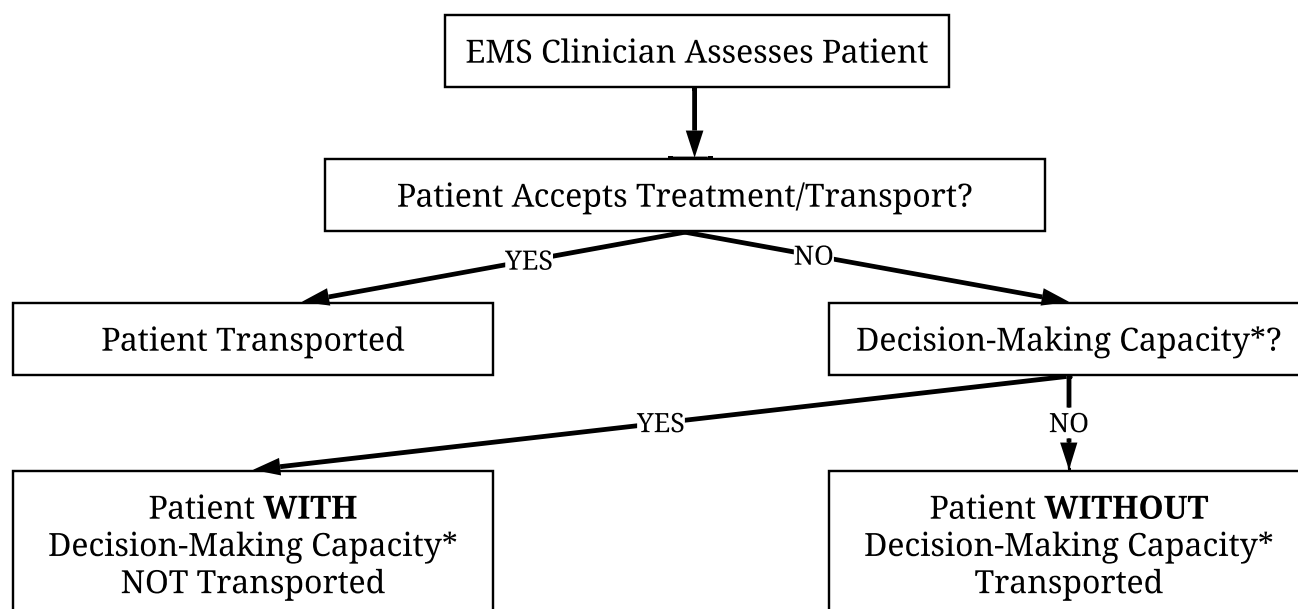 EMS Clinician Assesses Patient
Patient Accepts Treatment/Transport?
YES
NO
Patient Transported
Decision-Making Capacity*?
YES
NO
Patient WITH
Decision-Making Capacity*
NOT Transported
Patient WITHOUT
Decision-Making Capacity*
Transported